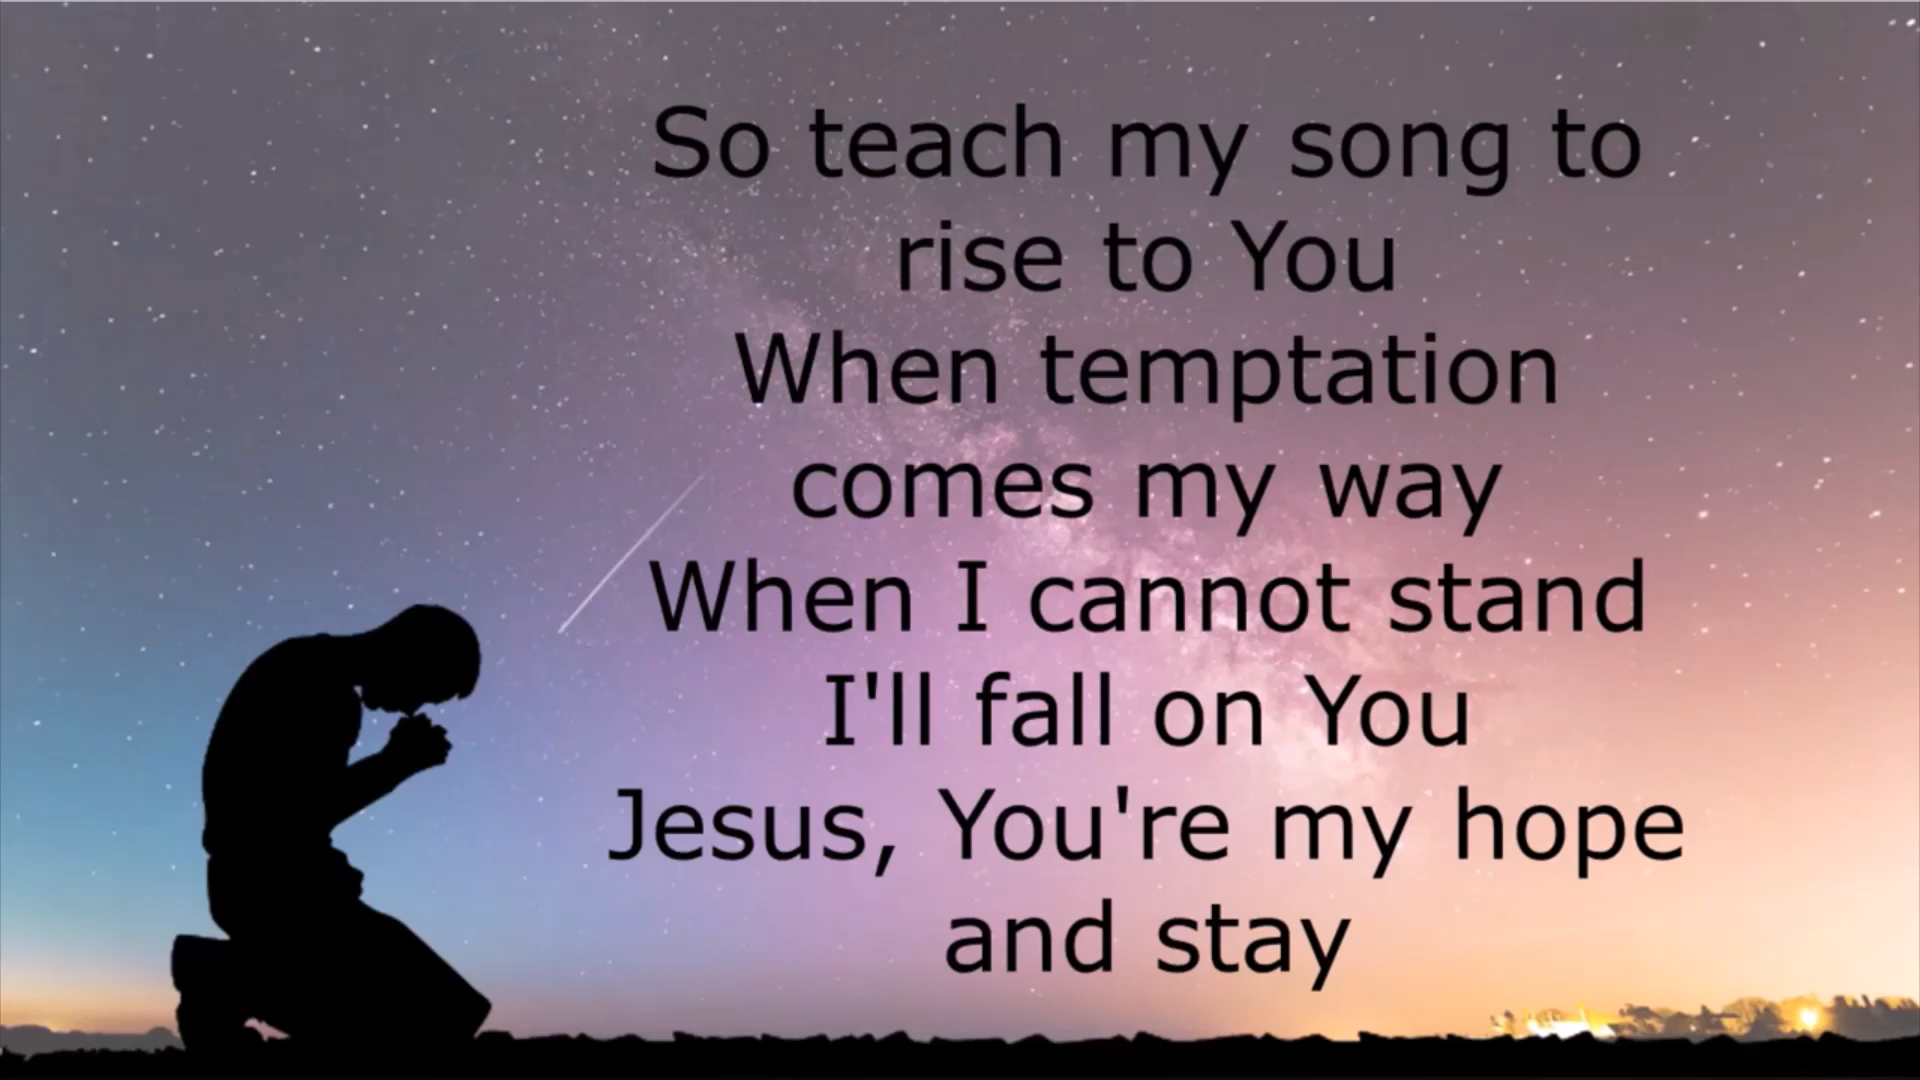 So teach my song to
rise to You
When temptation
comes my way
When I cannot stand
I'll fall on You
Jesus, You're my hope
and stay